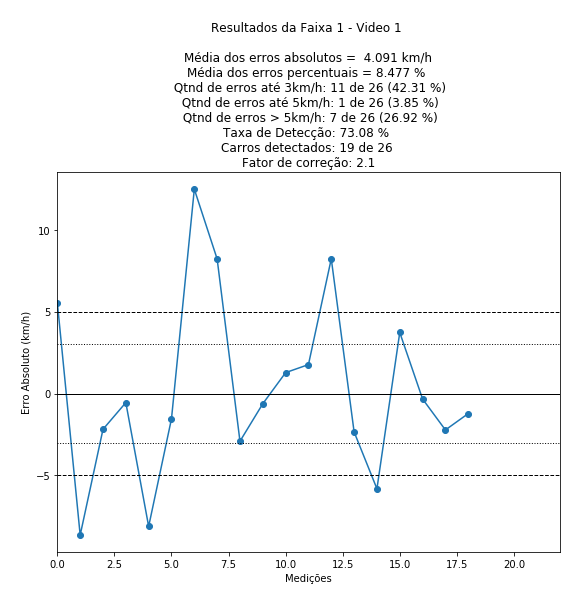 Resultados da Faixa 1 - Video 1
Média dos erros absolutos = 4.091 km/h
Média dos erros percentuais = 8.477 %
Qtnd de erros até 3km/h: 11 de 26 (42.31 %)
Qtnd de erros até 5km/h: 1 de 26 (3.85 %)
Qtnd de erros > 5km/h: 7 de 26 (26.92 %)
Taxa de Detecção: 73.08 %
Carros detectados: 19 de 26
Fator de correção: 2.1
10
5
0
−5
Erro Absoluto (km/h)
0.0 2.5 5.0 7.5 10.0 12.5 15.0 17.5 20.0
Medições